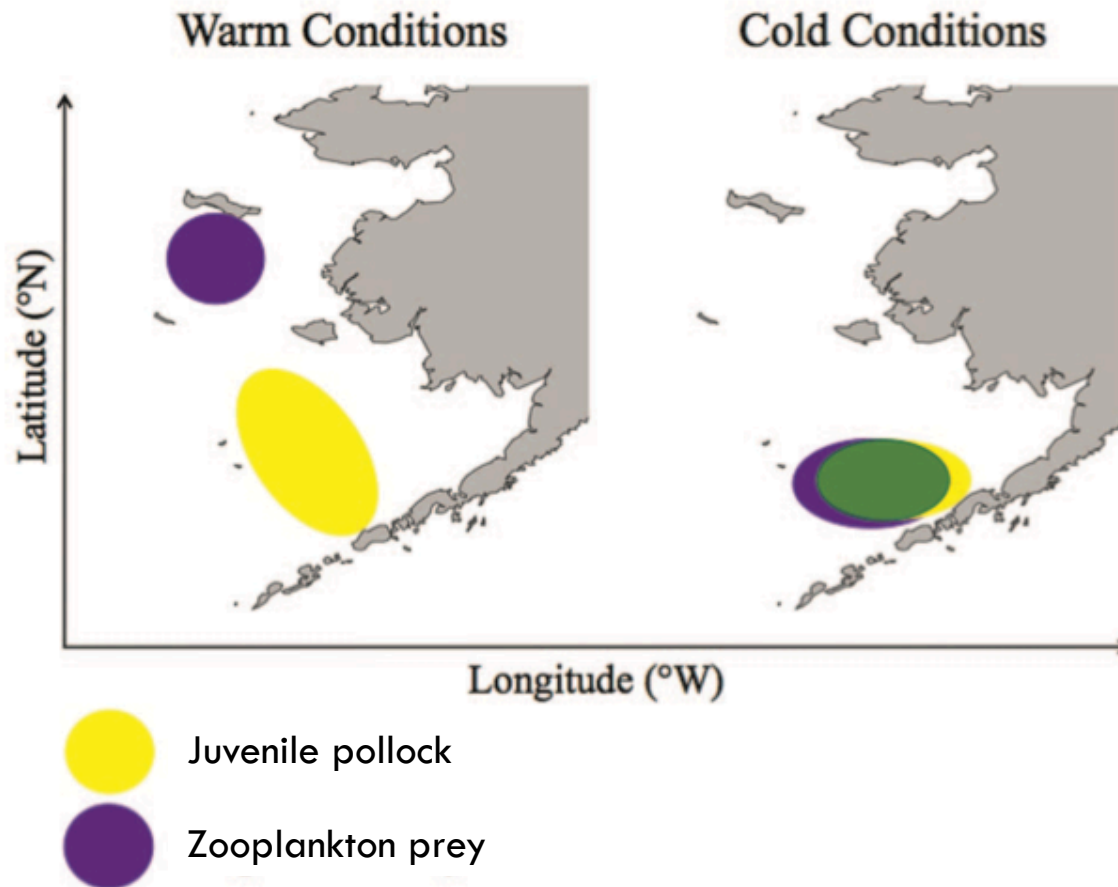 Warm Conditions
Cold Conditions
Latitude (°N)
Longitude (°W)
Juvenile pollock
Zooplankton prey